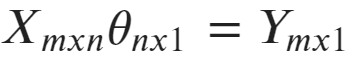 X_{mxn}θ_{nx1} = Y_{mx1}